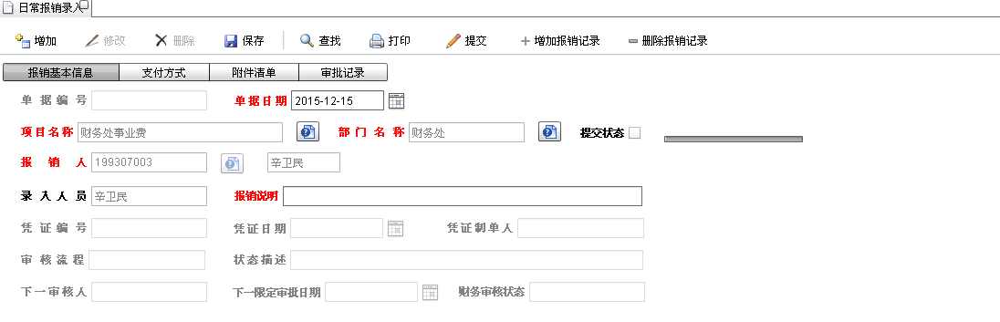 日常报销录入
增加 修改 删除 保存 查找 打印 提交 增加报销记录 删除报销记录
报销基本信息 支付方式 附件清单 审批记录
单据编号 单据日期 2015-12-15
项目名称 财务处事业费 部门名称 财务处 提交状态
报销人 199307003 辛卫民
录入人员 辛卫民 报销说明
凭证编号 凭证日期 凭证制单人
审核流程 状态描述
下一审核人 下一限定审批日期 财务审核状态